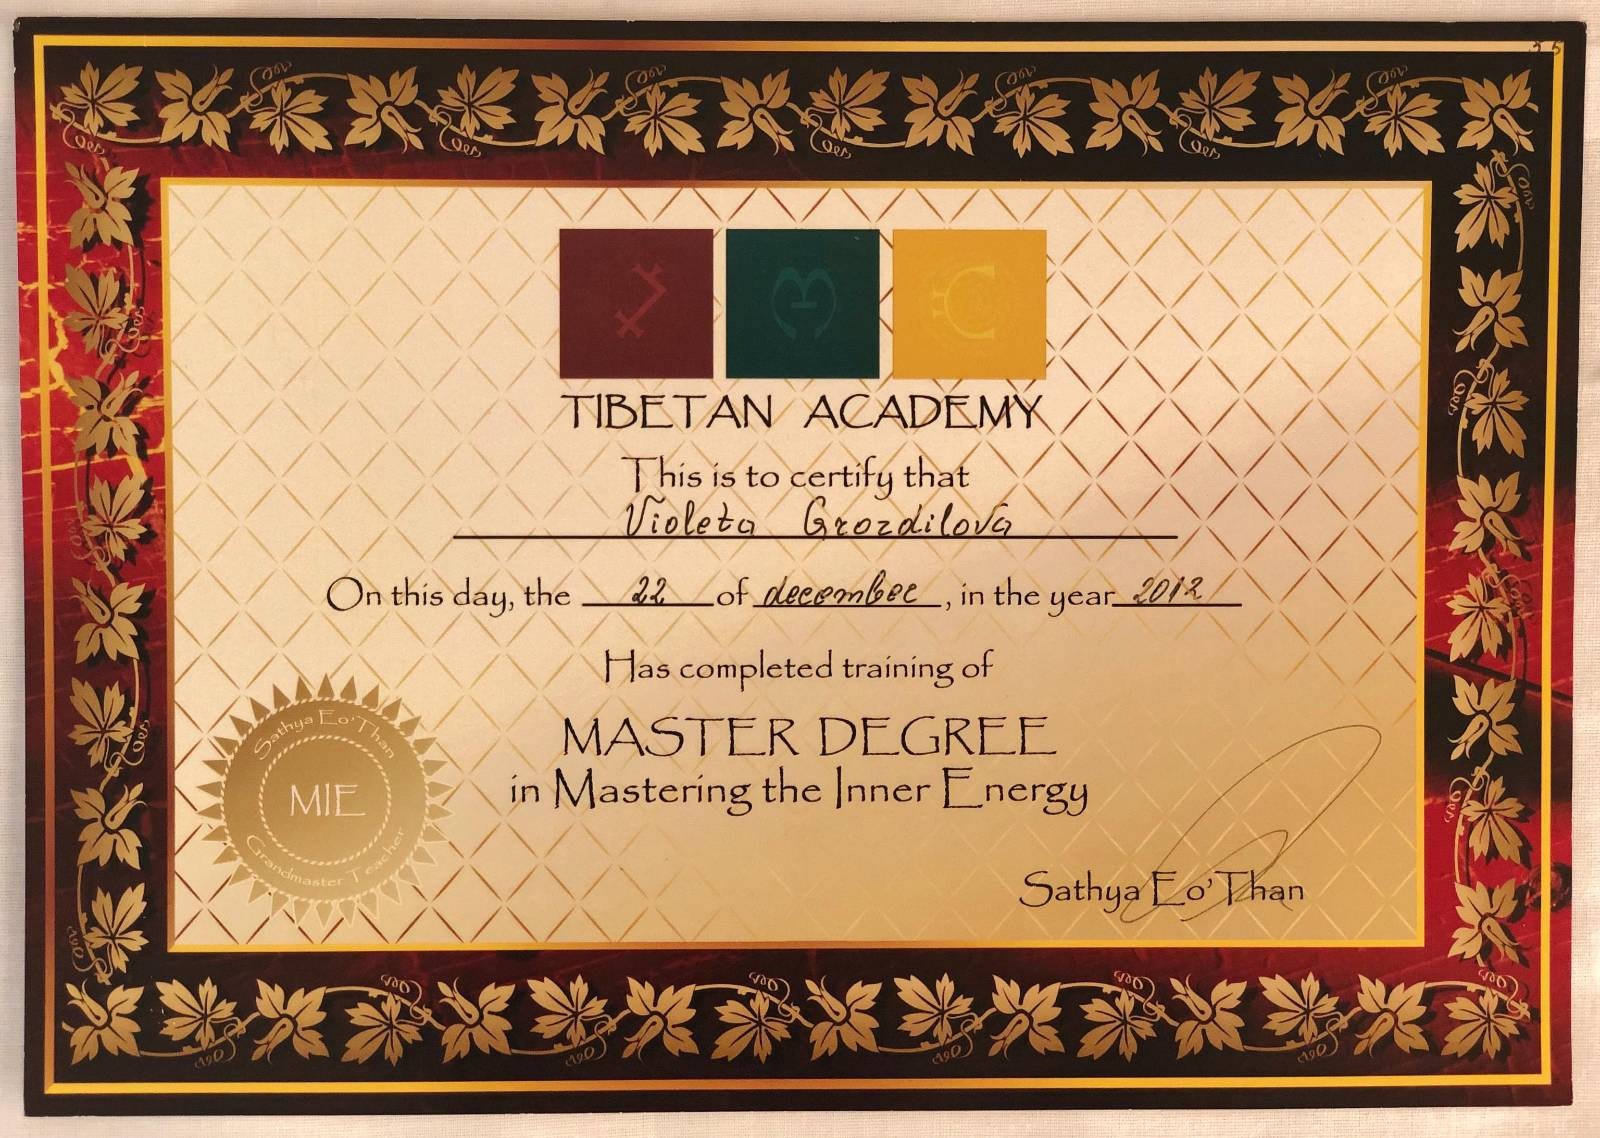 TIBETAN ACADEMY
This is to certify that
Violeta Grozdilova
On this day, the 22 of december, in the year 2012
Has completed training of
MASTER DEGREE
in Mastering the Inner Energy
Sathya Eo'Than
MIE
Grandmaster Teacher
Sathya Eo'Than